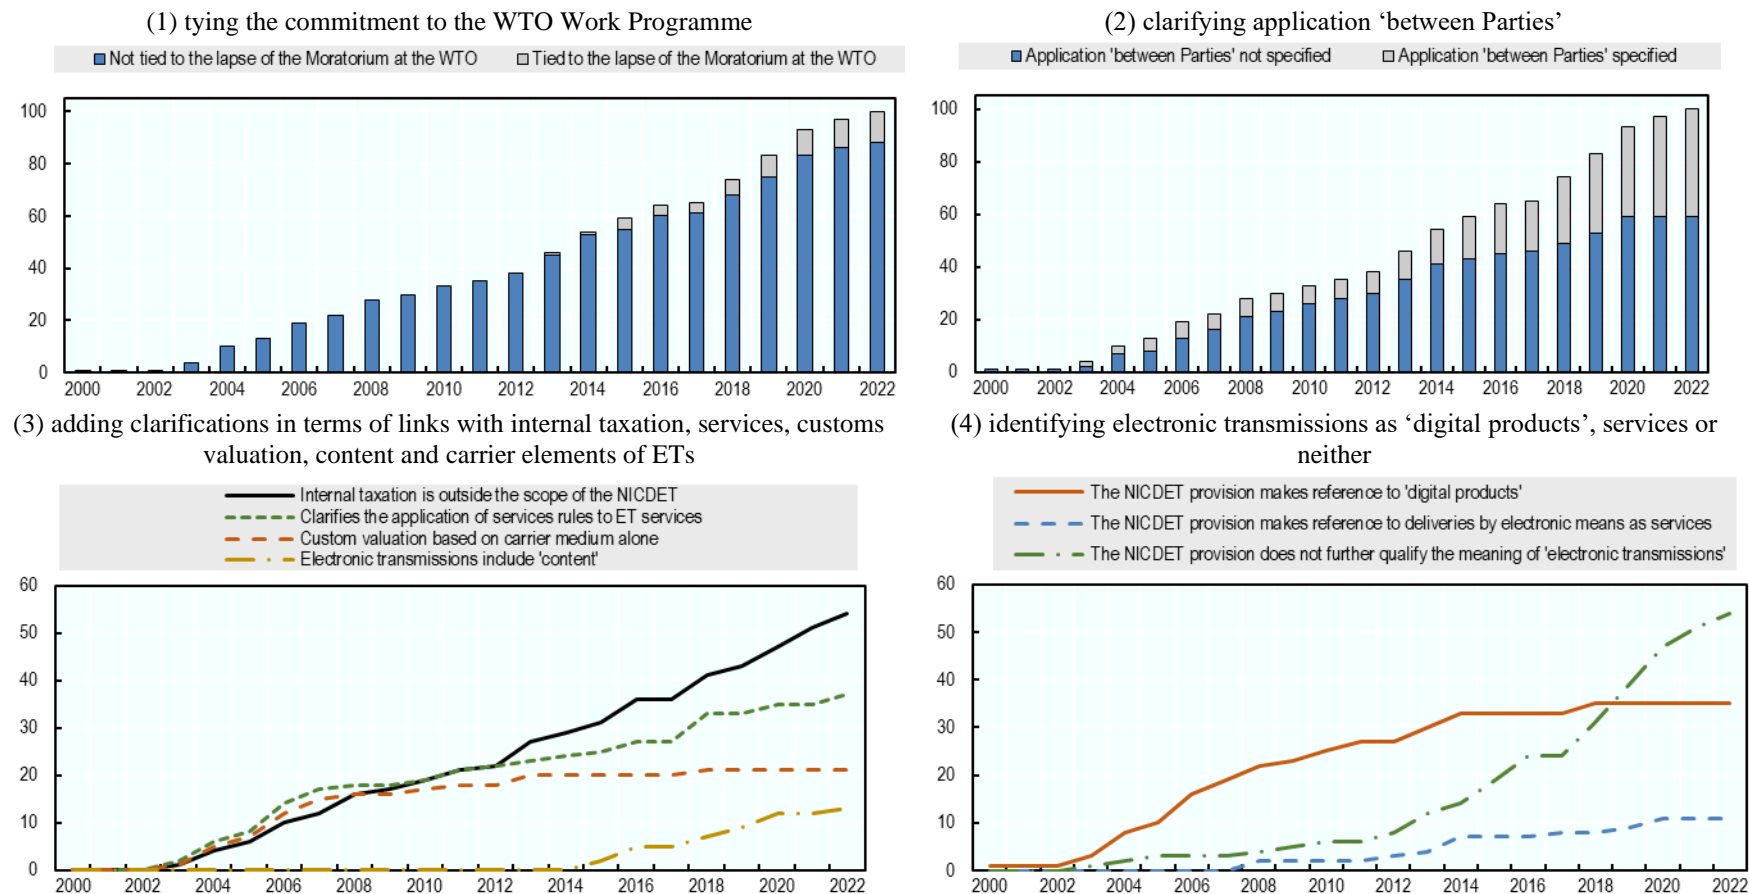 (1) tying the commitment to the WTO Work Programme
Not tied to the lapse of the Moratorium at the WTO
Tied to the lapse of the Moratorium at the WTO
100
80
60
40
20
0
2000 2002 2004 2006 2008 2010 2012 2014 2016 2018 2020 2022
(2) clarifying application ‘between Parties’
Application 'between Parties' not specified
Application 'between Parties' specified
100
80
60
40
20
0
2000 2002 2004 2006 2008 2010 2012 2014 2016 2018 2020 2022
(3) adding clarifications in terms of links with internal taxation, services, customs
valuation, content and carrier elements of ETs
Internal taxation is outside the scope of the NICDET
Clarifies the application of services rules to ET services
Custom valuation based on carrier medium alone
Electronic transmissions include 'content'
60
50
40
30
20
10
0
2000 2002 2004 2006 2008 2010 2012 2014 2016 2018 2020 2022
(4) identifying electronic transmissions as ‘digital products’, services or
neither
The NICDET provision makes reference to 'digital products'
The NICDET provision makes reference to deliveries by electronic means as services
The NICDET provision does not further qualify the meaning of 'electronic transmissions'
60
50
40
30
20
10
0
2000 2002 2004 2006 2008 2010 2012 2014 2016 2018 2020 2022